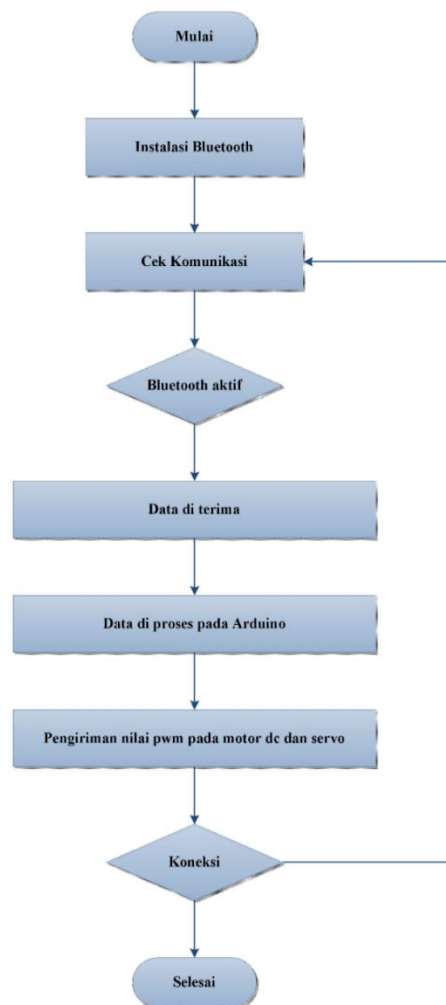 Mulai
Instalasi Bluetooth
Cek Komunikasi
Bluetooth aktif
Data di terima
Data di proses pada Arduino
Pengiriman nilai pwm pada motor dc dan servo
Koneksi
Selesai